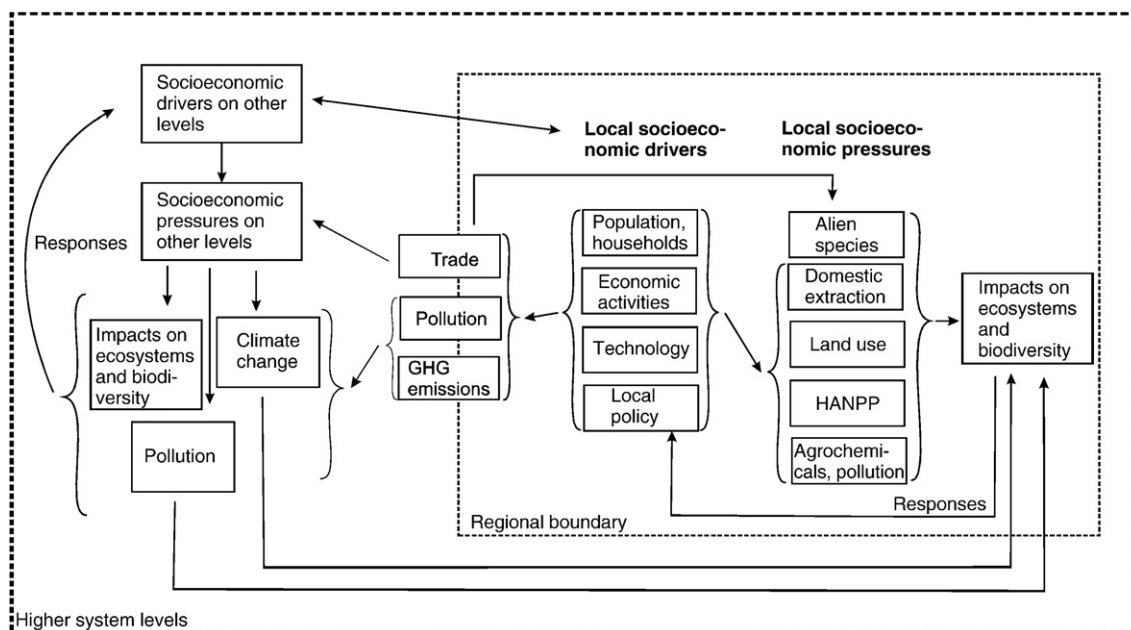 Socioeconomic
drivers on other
levels
Socioeconomic
pressures on
other levels
Responses
Impacts on
ecosystems
and biodi-
versity
Climate
change
Pollution
Trade
Pollution
GHG
emissions
Local socioeco-
nomic drivers
Population,
households
Economic
activities
Technology
Local
policy
Local socioeco-
nomic pressures
Alien
species
Domestic
extraction
Land use
HANPP
Agrochemi-
cals, pollution
Impacts on
ecosystems
and
biodiversity
Responses
Regional boundary
Higher system levels